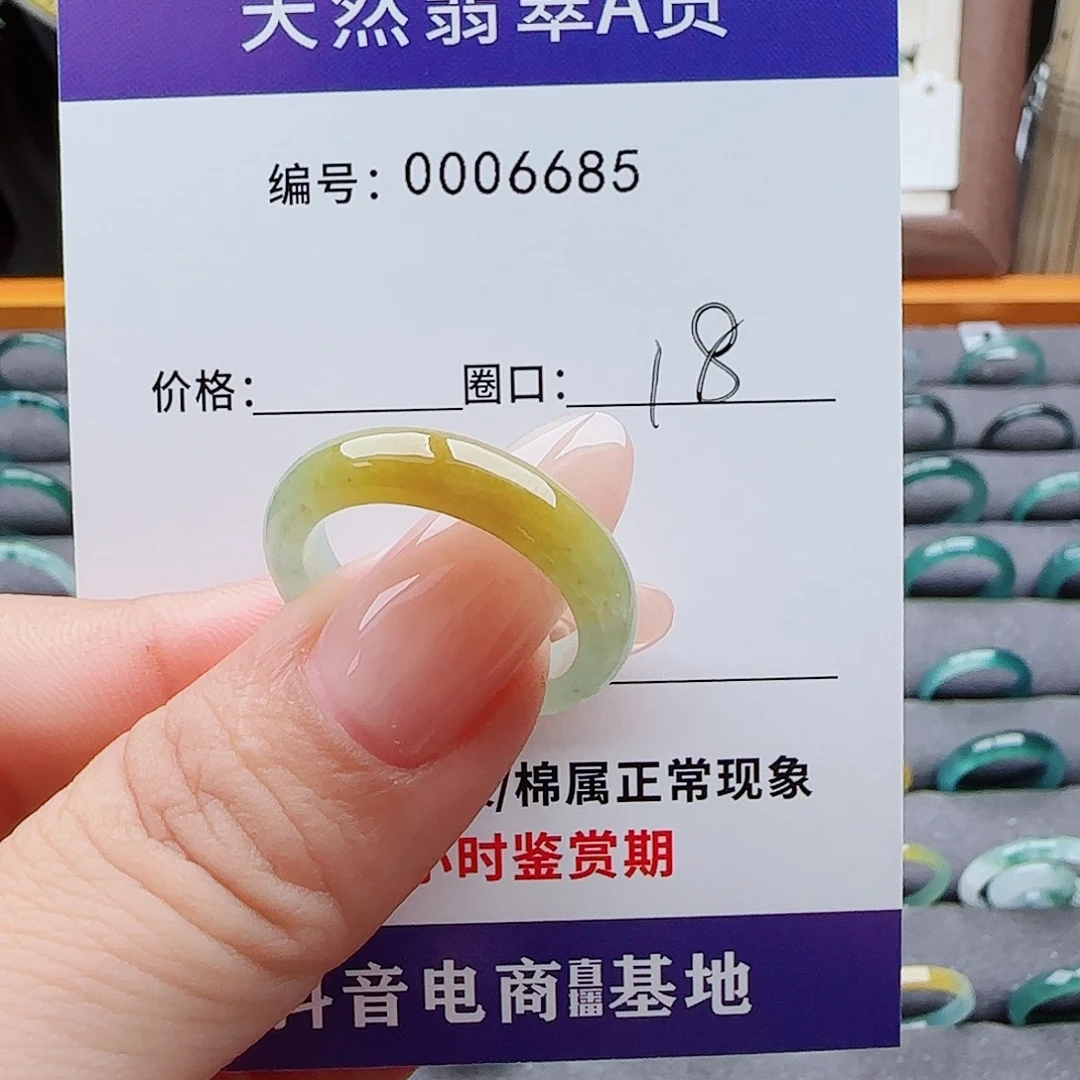 天然翡翠A货
编号：0006685
价格： 圈口：18
/棉属正常现象
小时鉴赏期
抖音电商直播基地